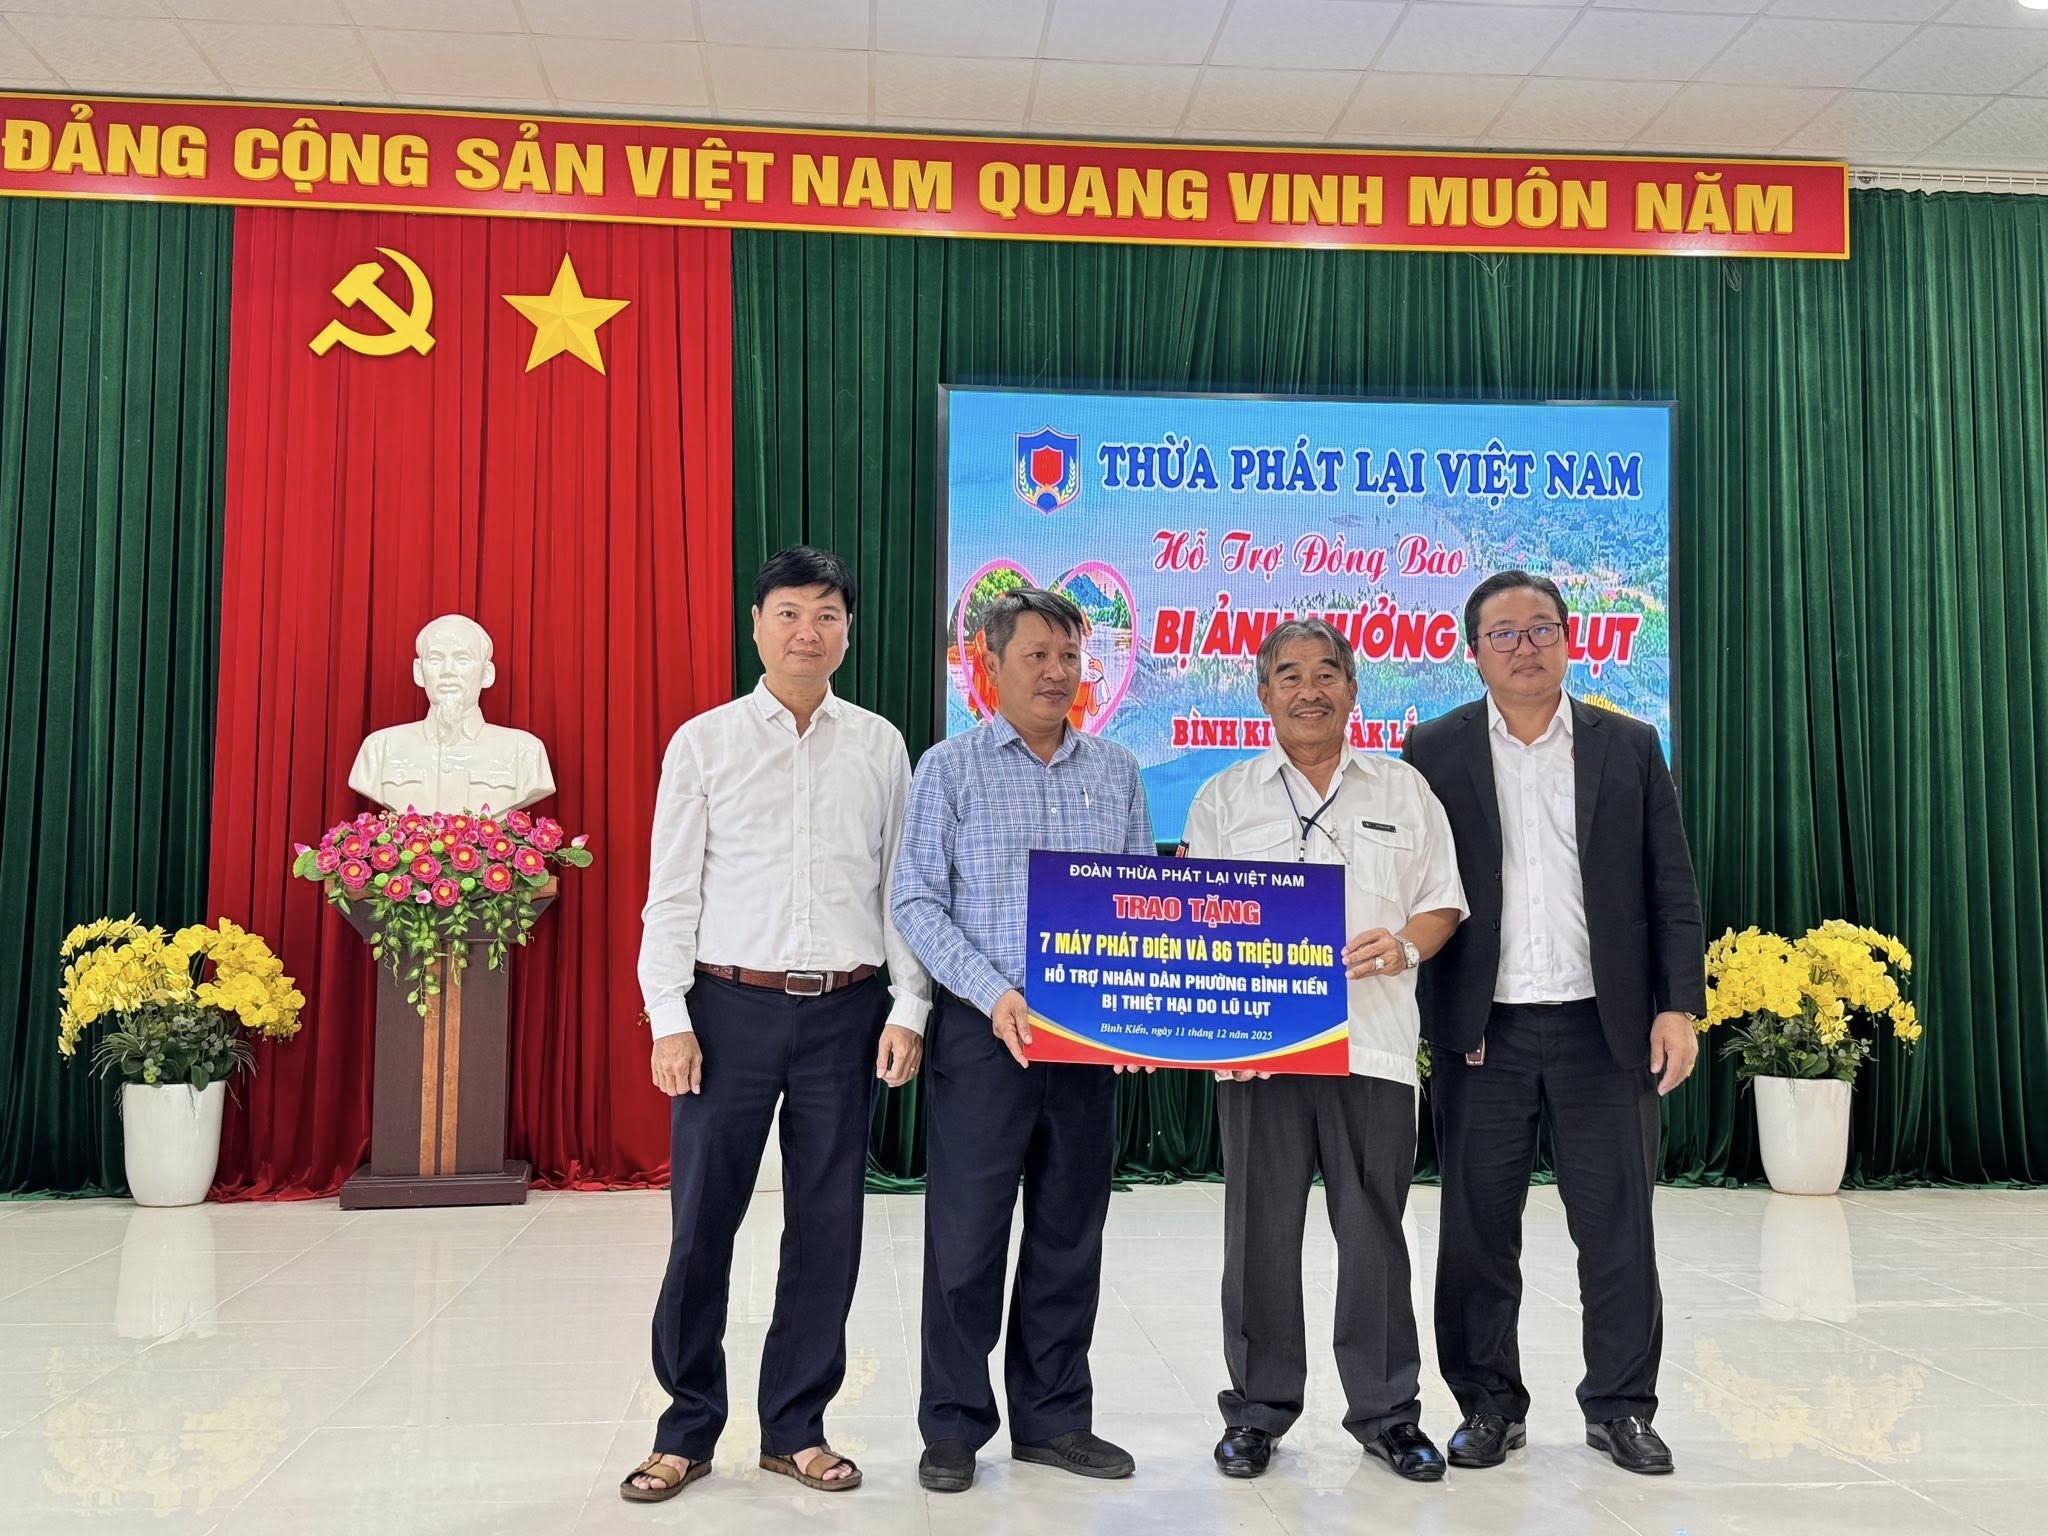 ĐẢNG CỘNG SẢN VIỆT NAM QUANG VINH MUÔN NĂM
THỪA PHÁT LẠI VIỆT NAM
Hỗ Trợ Đồng Bào
BỊ LỤT
BÌNH
ĐOÀN THỪA PHÁT LẠI VIỆT NAM
TRAO TẶNG
7 MÁY PHÁT ĐIỆN VÀ 86 TRIỆU ĐỒNG
HỖ TRỢ NHÂN DÂN PHƯỜNG BÌNH KIẾN
BỊ THIỆT HẠI DO LŨ LỤT
Bình Kiến, ngày 11 tháng 12 năm 2025